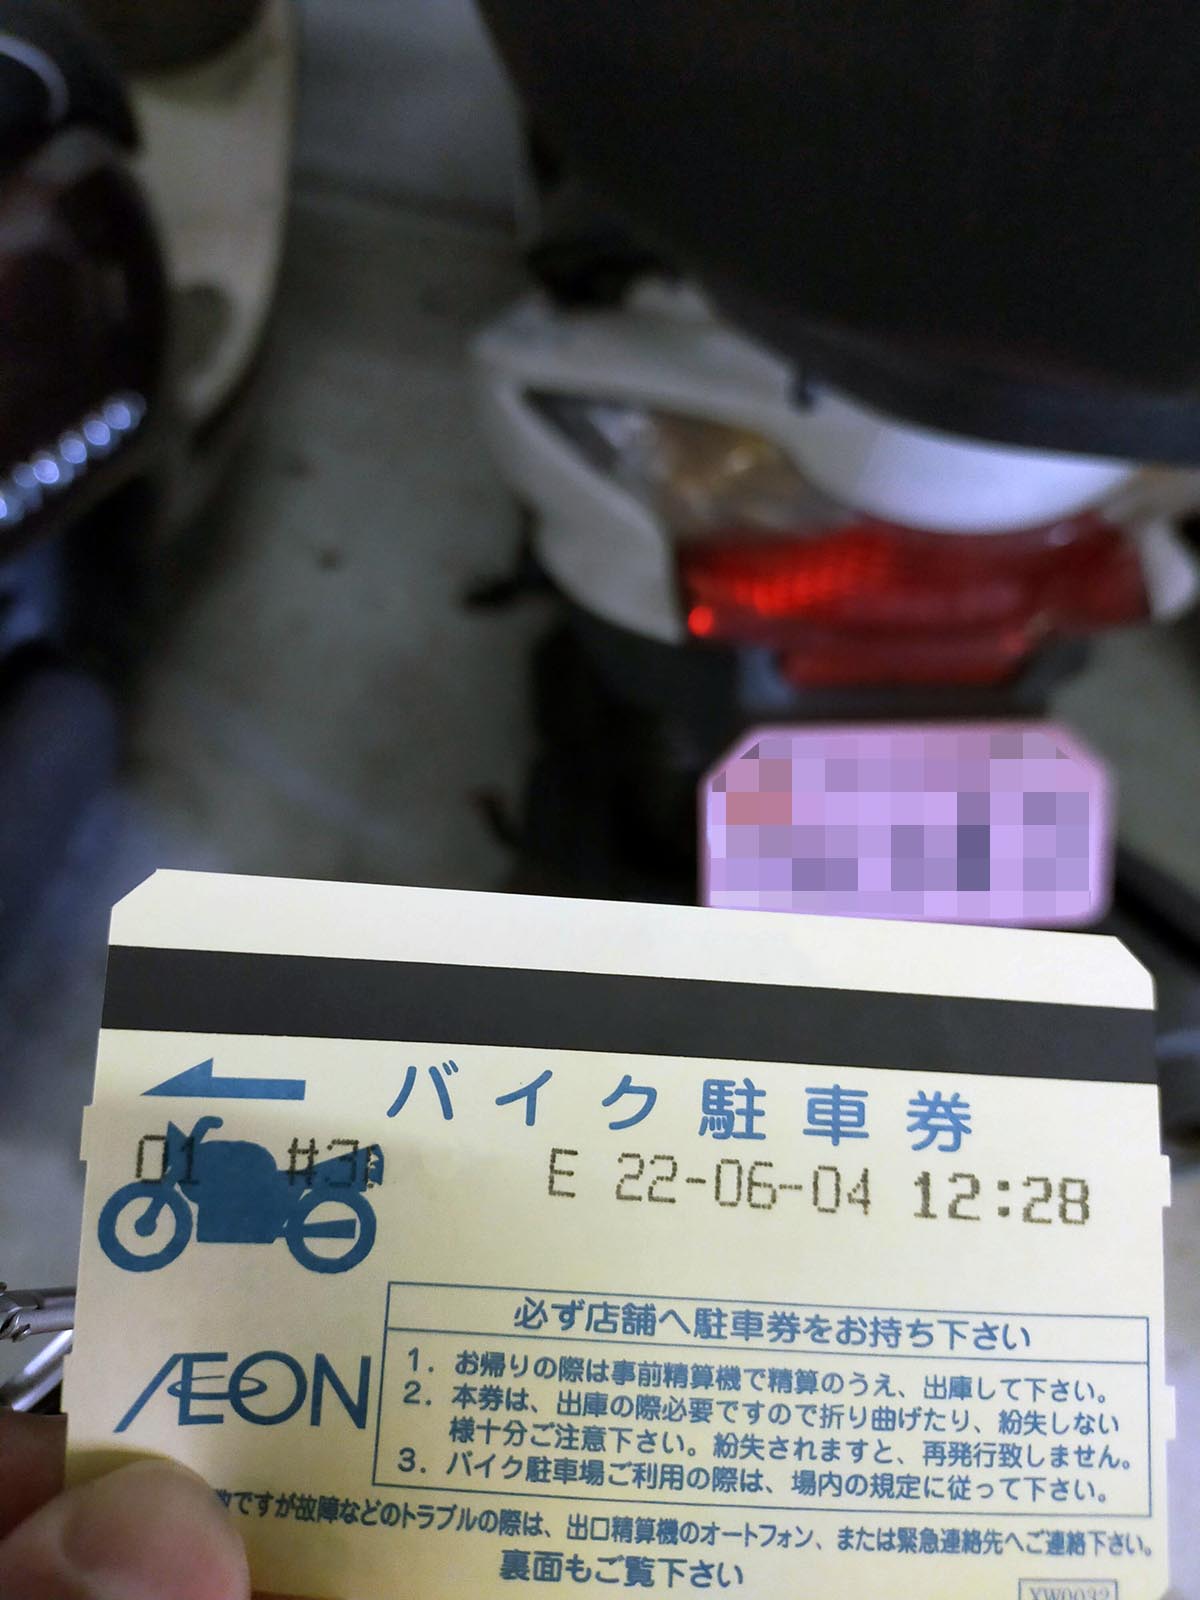 バイク駐車券
01 #3
E 22-06-04 12:28
必ず店舗へ駐車券をお持ち下さい
1. お帰りの際は事前精算機で精算のうえ、出庫して下さい。
2. 本券は、出庫の際必要ですので折り曲げたり、紛失しない
様十分ご注意下さい。紛失されますと、再発行致しません。
3. バイク駐車場ご利用の際は、場内の規定に従って下さい。
AEON
ですが故障などのトラブルの際は、出口精算機のオートフォン、または緊急連絡先へご連絡下さい。
裏面もご覧下さい
XW0032